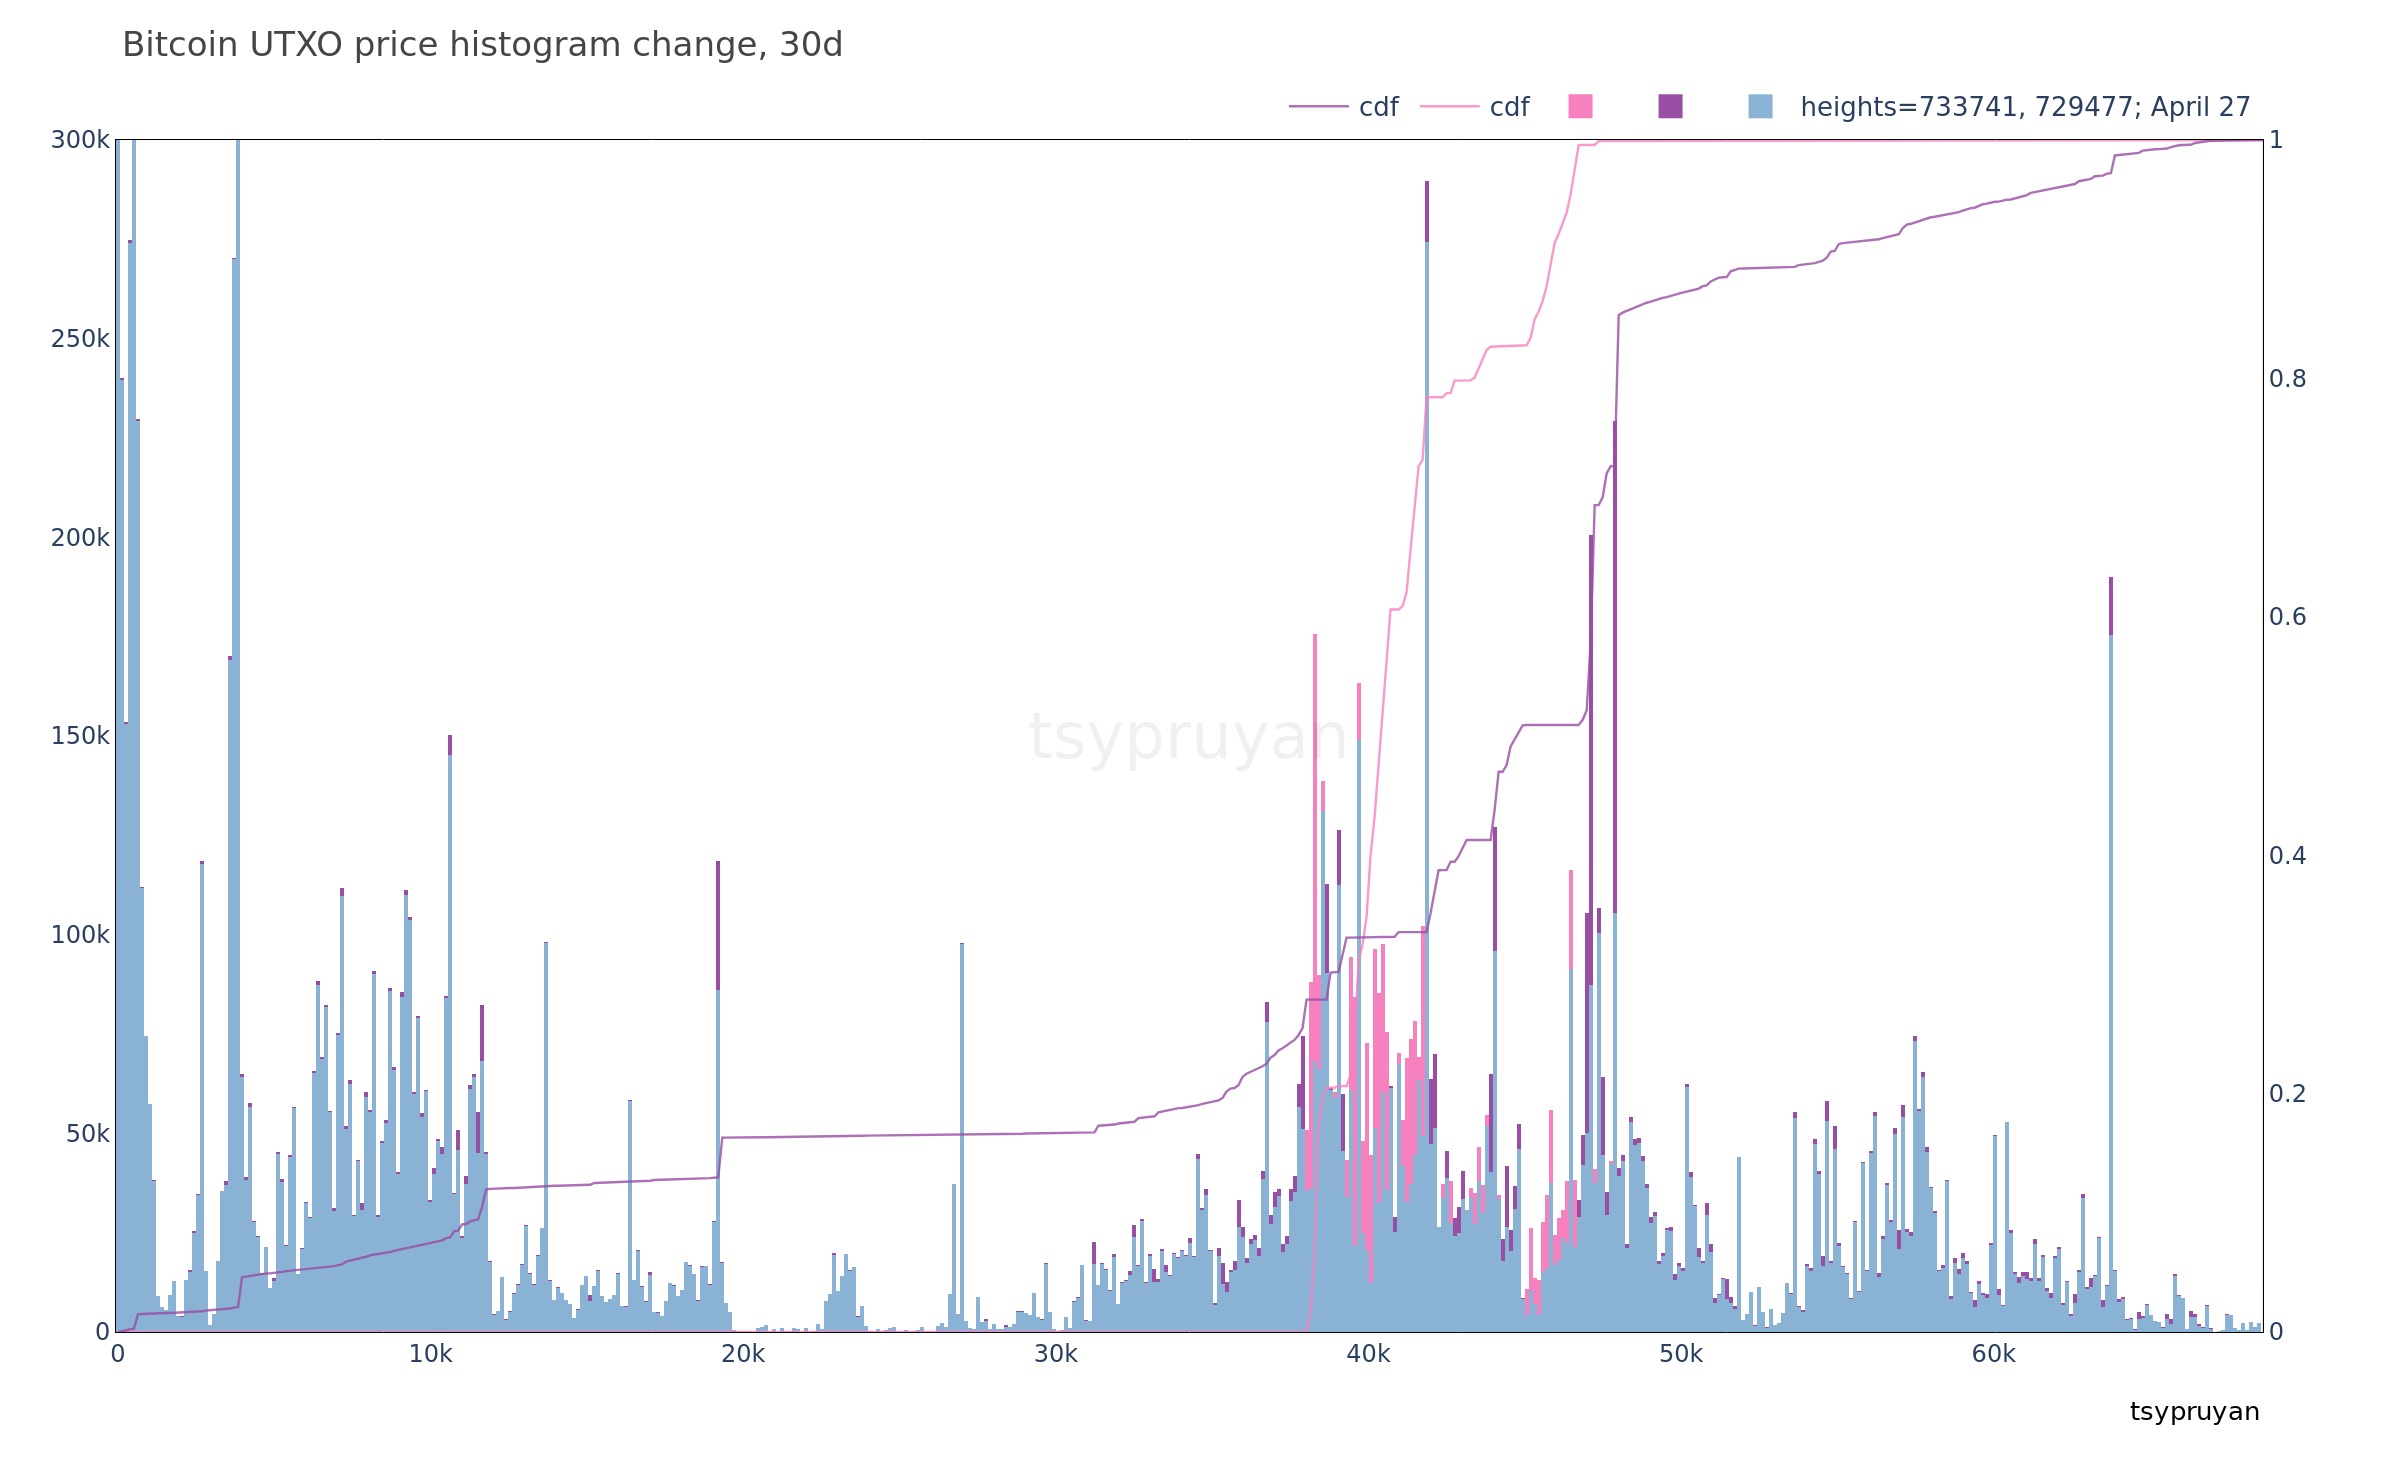 Bitcoin UTXO price histogram change, 30d
cdf cdf heights=733741, 729477; April 27
300k
250k
200k
150k
100k
50k
0
1
0.8
0.6
0.4
0.2
0
tsypruyan
0 10k 20k 30k 40k 50k 60k
tsypruyan